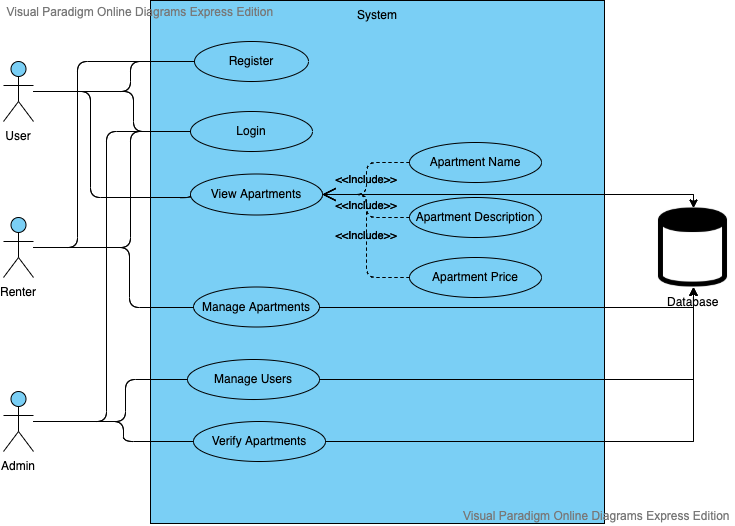 Visual Paradigm Online Diagrams Express Edition
System
Register
User
Login
Apartment Name
<<Include>>
View Apartments
<<Include>>
Apartment Description
<<Include>>
Apartment Price
Renter
Database
Manage Apartments
Manage Users
Verify Apartments
Admin
Visual Paradigm Online Diagrams Express Edition